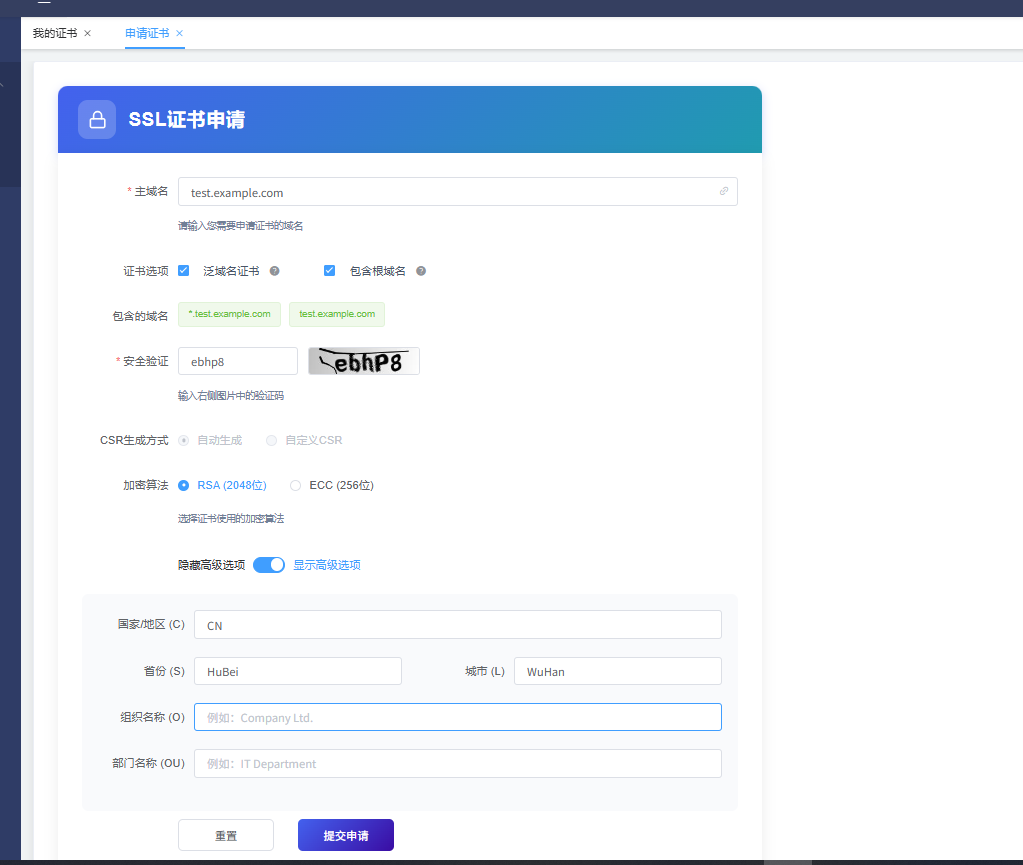 我的证书 ×
申请证书 ×
SSL证书申请
* 主域名 test.example.com
请输入您需要申请证书的域名
证书选项 泛域名证书 ? 包含根域名 ?
包含的域名 *.test.example.com test.example.com
* 安全验证 ebhp8 ebhP8
输入右侧图片中的验证码
CSR生成方式 自动生成 自定义CSR
加密算法 RSA (2048位) ECC (256位)
选择证书使用的加密算法
隐藏高级选项 显示高级选项
国家/地区 (C) CN
省份 (S) HuBei 城市 (L) WuHan
组织名称 (O) 例如：Company Ltd.
部门名称 (OU) 例如：IT Department
重置 提交申请